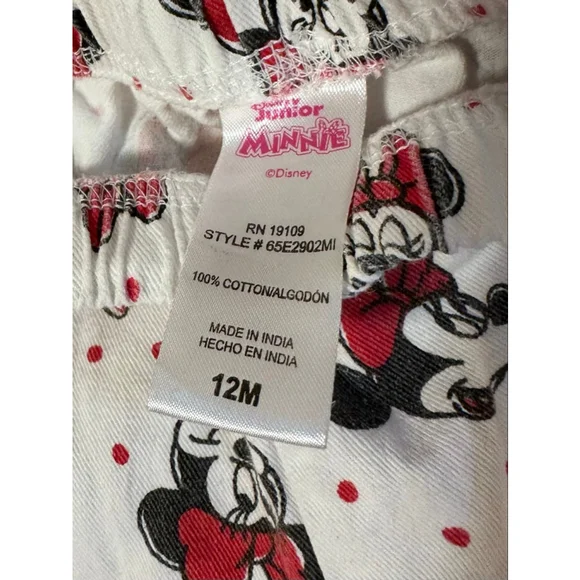 Junior
MINNIE
©Disney
RN 19109
STYLE # 65E2902MI
100% COTTON/ALGODÓN
MADE IN INDIA
HECHO EN INDIA
12M